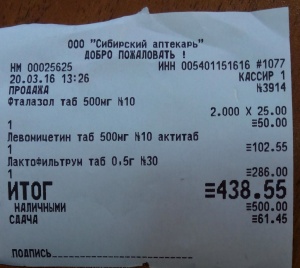 ООО "Сибирский аптекарь"
ДОБРО ПОЖАЛОВАТЬ !
НМ 00025625 ИНН 005401151616 #1077
20.03.16 13:26 КАССИР 1
ПРОДАЖА №3914
Фталазол таб 500мг №10
2.000 X 25.00
1 ≡50.00
Левомицетин таб 500мг №10 актитаб
1 ≡102.55
Лактофильтрум таб 0,5г №30
1 ≡286.00
ИТОГ ≡438.55
НАЛИЧНЫМИ ≡500.00
СДАЧА ≡61.45
ПОДПИСЬ